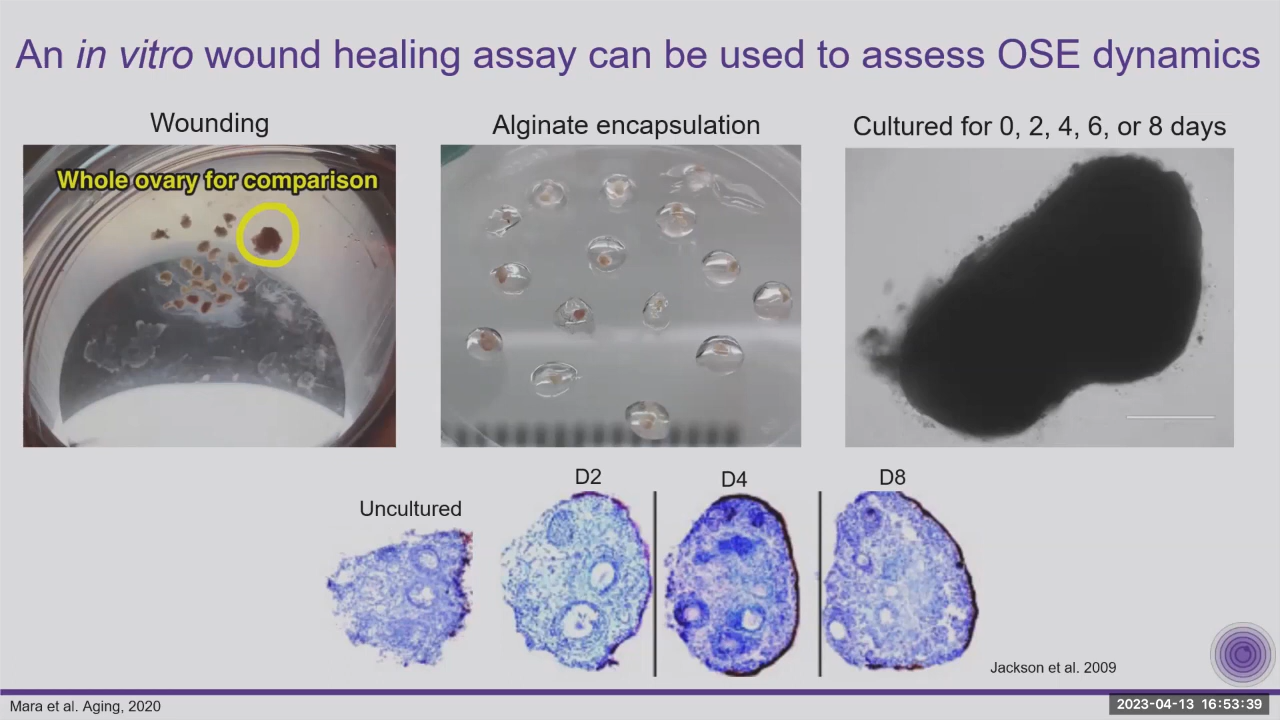 An in vitro wound healing assay can be used to assess OSE dynamics
Wounding
Alginate encapsulation
Cultured for 0, 2, 4, 6, or 8 days
Whole ovary for comparison
Uncultured
D2
D4
D8
Jackson et al. 2009
Mara et al. Aging, 2020
2023-04-13 16:53:39